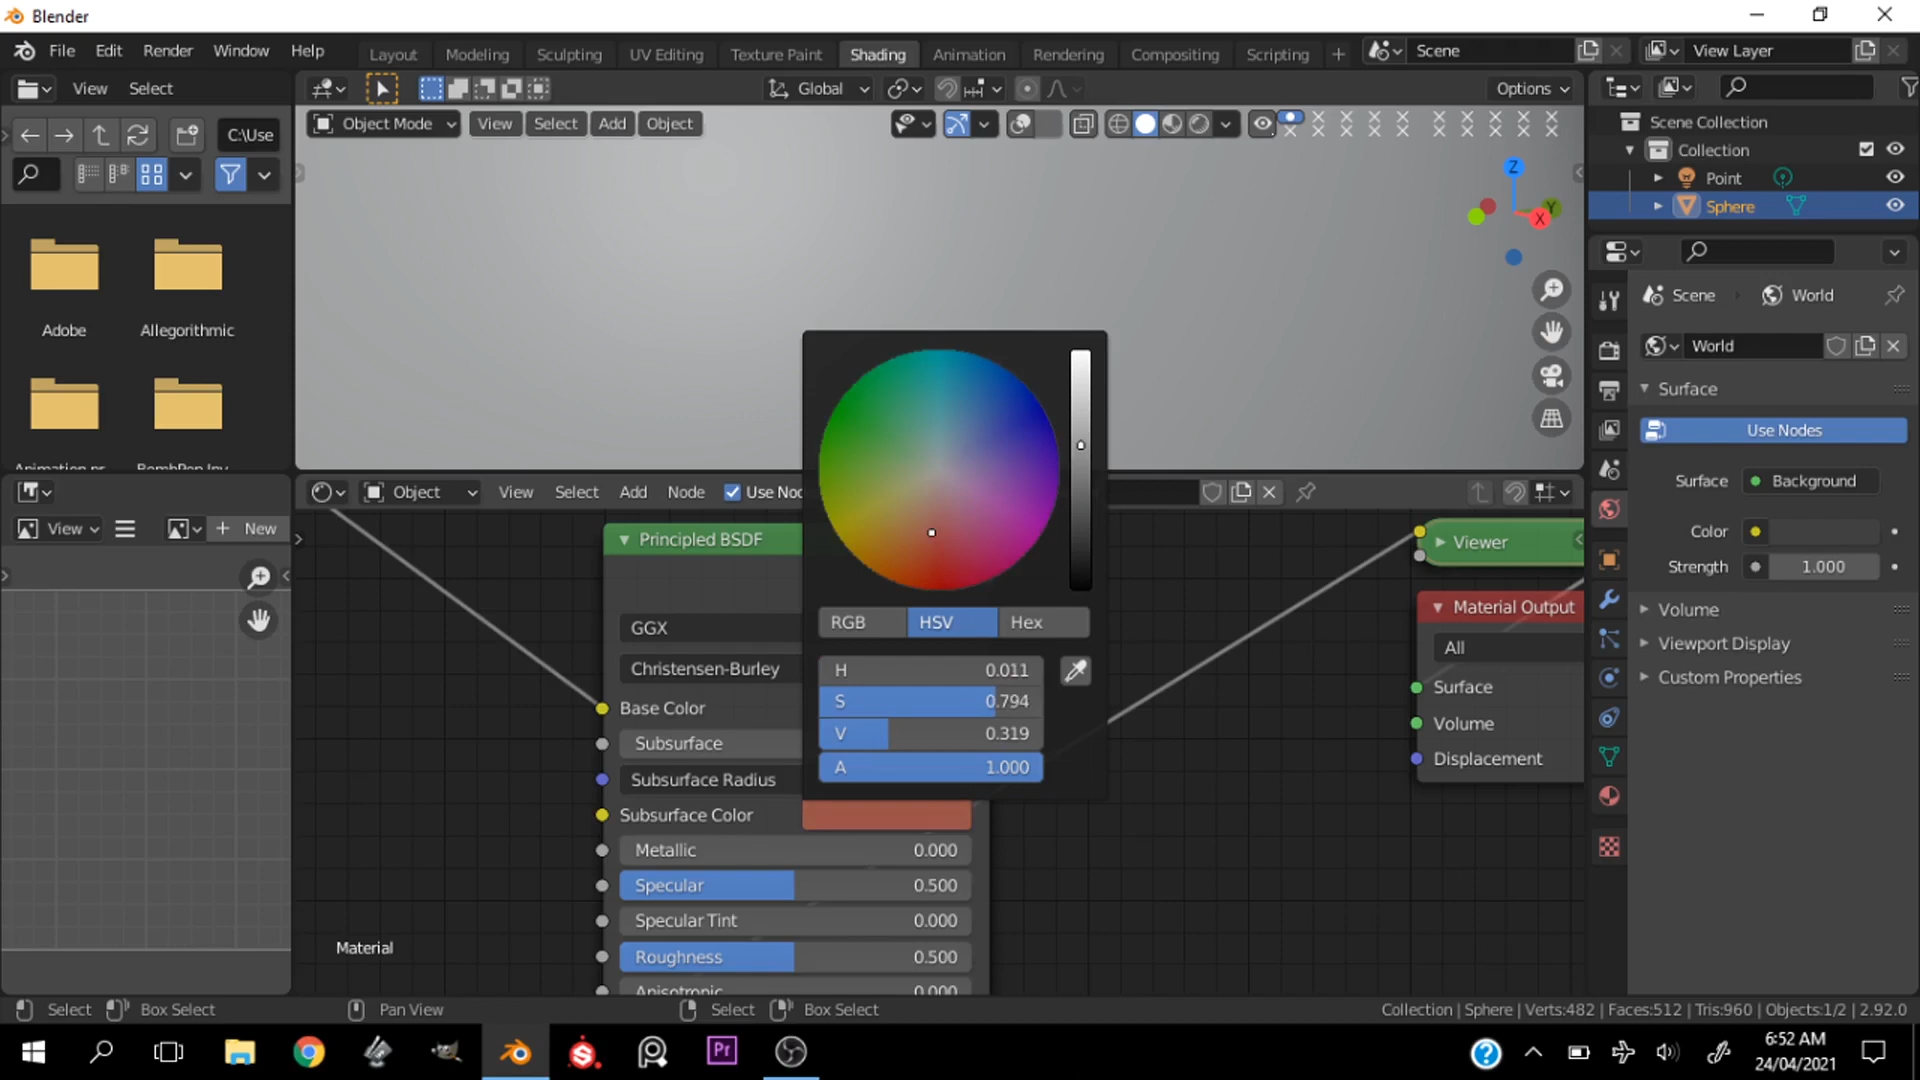 Blender
File Edit Render Window Help
Layout Modeling Sculpting UV Editing Texture Paint Shading Animation Rendering Compositing Scripting +
Scene
View Layer
View Select
Global
Options
C:\Use
Object Mode View Select Add Object
Z
Y
X
Adobe
Allegorithmic
Scene Collection
Collection
Point
Sphere
Scene World
World
Surface
Use Nodes
Surface Background
Color
Strength 1.000
Volume
Viewport Display
Custom Properties
View + New
Object View Select Add Node Use Noc
Principled BSDF
GGX
Christensen-Burley
Base Color
Subsurface
Subsurface Radius
Subsurface Color
Metallic 0.000
Specular 0.500
Specular Tint 0.000
Roughness 0.500
Anisotropic 0.000
RGB HSV Hex
H 0.011
S 0.794
V 0.319
A 1.000
Viewer
Material Output
All
Surface
Volume
Displacement
Material
Select Box Select Pan View Select Box Select
Collection | Sphere | Verts:482 | Faces:512 | Tris:960 | Objects:1/2 | 2.92.0
Pr
?
6:52 AM
24/04/2021